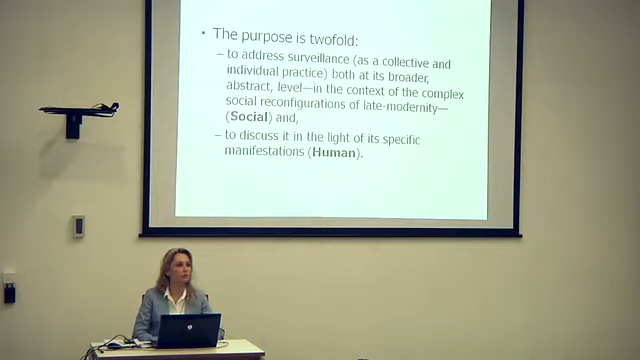 • The purpose is twofold:
– to address surveillance (as a collective and
individual practice) both at its broader,
abstract, level—in the context of the complex
social reconfigurations of late-modernity—
(Social) and,
– to discuss it in the light of its specific
manifestations (Human).